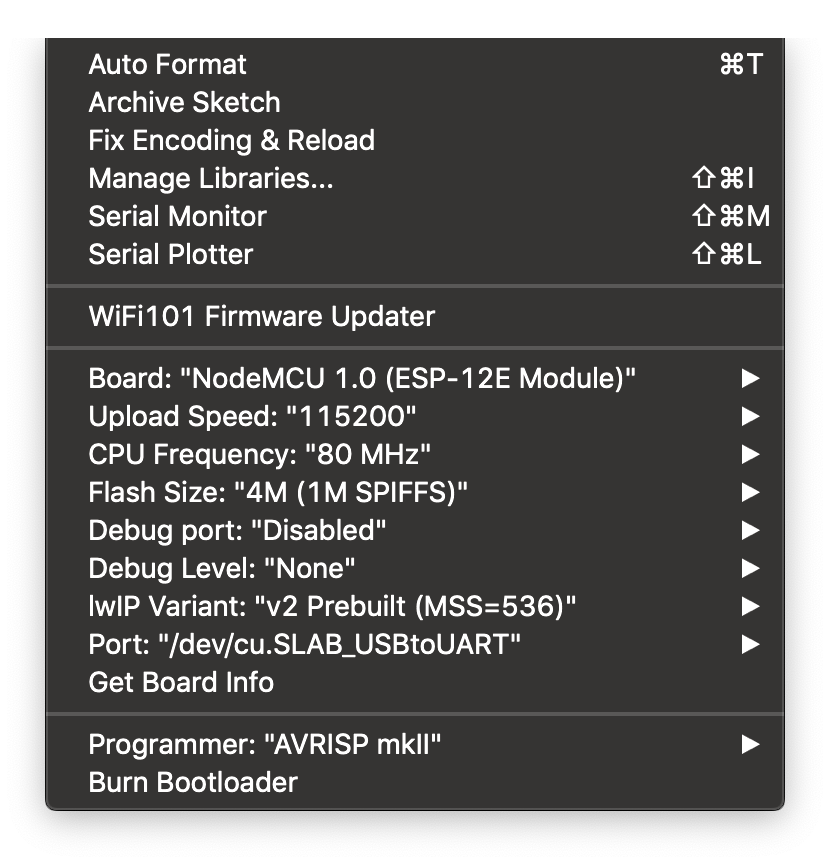 Auto Format ⌘T
Archive Sketch
Fix Encoding & Reload
Manage Libraries... ⇧⌘I
Serial Monitor ⇧⌘M
Serial Plotter ⇧⌘L
WiFi101 Firmware Updater
Board: "NodeMCU 1.0 (ESP-12E Module)"
Upload Speed: "115200"
CPU Frequency: "80 MHz"
Flash Size: "4M (1M SPIFFS)"
Debug port: "Disabled"
Debug Level: "None"
lwIP Variant: "v2 Prebuilt (MSS=536)"
Port: "/dev/cu.SLAB_USBtoUART"
Get Board Info
Programmer: "AVRISP mkII"
Burn Bootloader